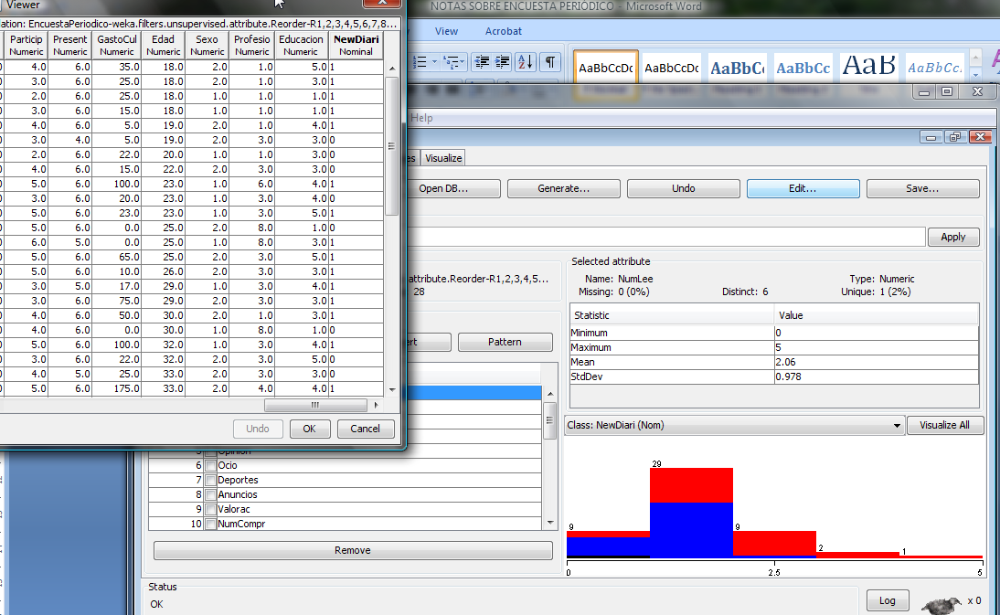 Viewer
NOTAS SOBRE ENCUESTA PERIÓDICO - Microsoft Word
lation: EncuestaPeriodico-weka.filters.unsupervised.attribute.Reorder-R1,2,3,4,5,6,7,8...
View Acrobat
Particip Present GastoCul Edad Sexo Profesio Educacion NewDiari
Numeric Numeric Numeric Numeric Numeric Numeric Numeric Nominal
4.0 6.0 35.0 18.0 2.0 1.0 5.0 1
3.0 6.0 25.0 18.0 2.0 1.0 3.0 1
2.0 6.0 25.0 18.0 1.0 1.0 1.0 1
3.0 6.0 15.0 18.0 1.0 1.0 1.0 1
4.0 6.0 5.0 19.0 2.0 1.0 4.0 1
3.0 4.0 5.0 19.0 2.0 3.0 3.0 0
2.0 6.0 22.0 20.0 1.0 1.0 3.0 0
4.0 6.0 15.0 22.0 2.0 3.0 3.0 0
5.0 6.0 100.0 23.0 1.0 6.0 4.0 1
3.0 6.0 20.0 23.0 1.0 3.0 4.0 0
5.0 6.0 23.0 23.0 1.0 3.0 5.0 1
5.0 6.0 0.0 25.0 2.0 8.0 1.0 0
6.0 5.0 0.0 25.0 1.0 8.0 3.0 1
5.0 6.0 65.0 25.0 2.0 3.0 5.0 1
5.0 6.0 10.0 26.0 2.0 3.0 3.0 1
3.0 5.0 17.0 29.0 1.0 3.0 4.0 0
3.0 6.0 75.0 29.0 2.0 3.0 3.0 1
4.0 6.0 50.0 30.0 2.0 1.0 3.0 1
4.0 6.0 0.0 30.0 1.0 8.0 1.0 0
5.0 6.0 100.0 32.0 1.0 3.0 4.0 1
3.0 6.0 22.0 32.0 2.0 3.0 5.0 0
4.0 5.0 25.0 33.0 2.0 3.0 3.0 0
5.0 6.0 175.0 33.0 2.0 4.0 4.0 1
Undo OK Cancel
AaBbCcDc AaBbCcDc AaBbC AaBbCc AaB AaBbCc.
Help
Visualize
Open DB... Generate... Undo Edit... Save...
Apply
attribute.Reorder-R1,2,3,4,5...
28
Pattern
5 Opinion
6 Ocio
7 Deportes
8 Anuncios
9 Valorac
10 NumCompr
Remove
Selected attribute
Name: NumLee Type: Numeric
Missing: 0 (0%) Distinct: 6 Unique: 1 (2%)
Statistic Value
Minimum 0
Maximum 5
Mean 2.06
StdDev 0.978
Class: NewDiari (Nom) Visualize All
29
9 9
2 1
0 2.5 5
Status
OK
Log x 0